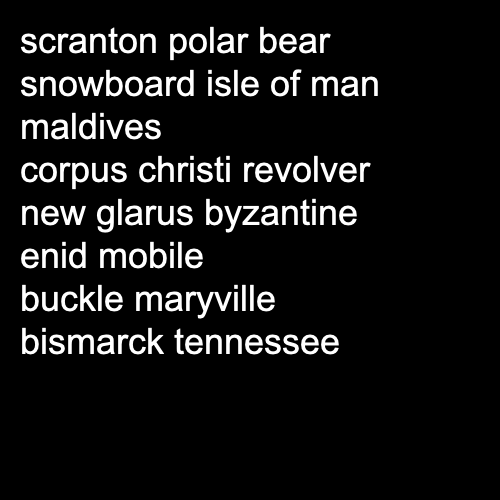 scranton polar bear
snowboard isle of man
maldives
corpus christi revolver
new glarus byzantine
enid mobile
buckle maryville
bismarck tennessee